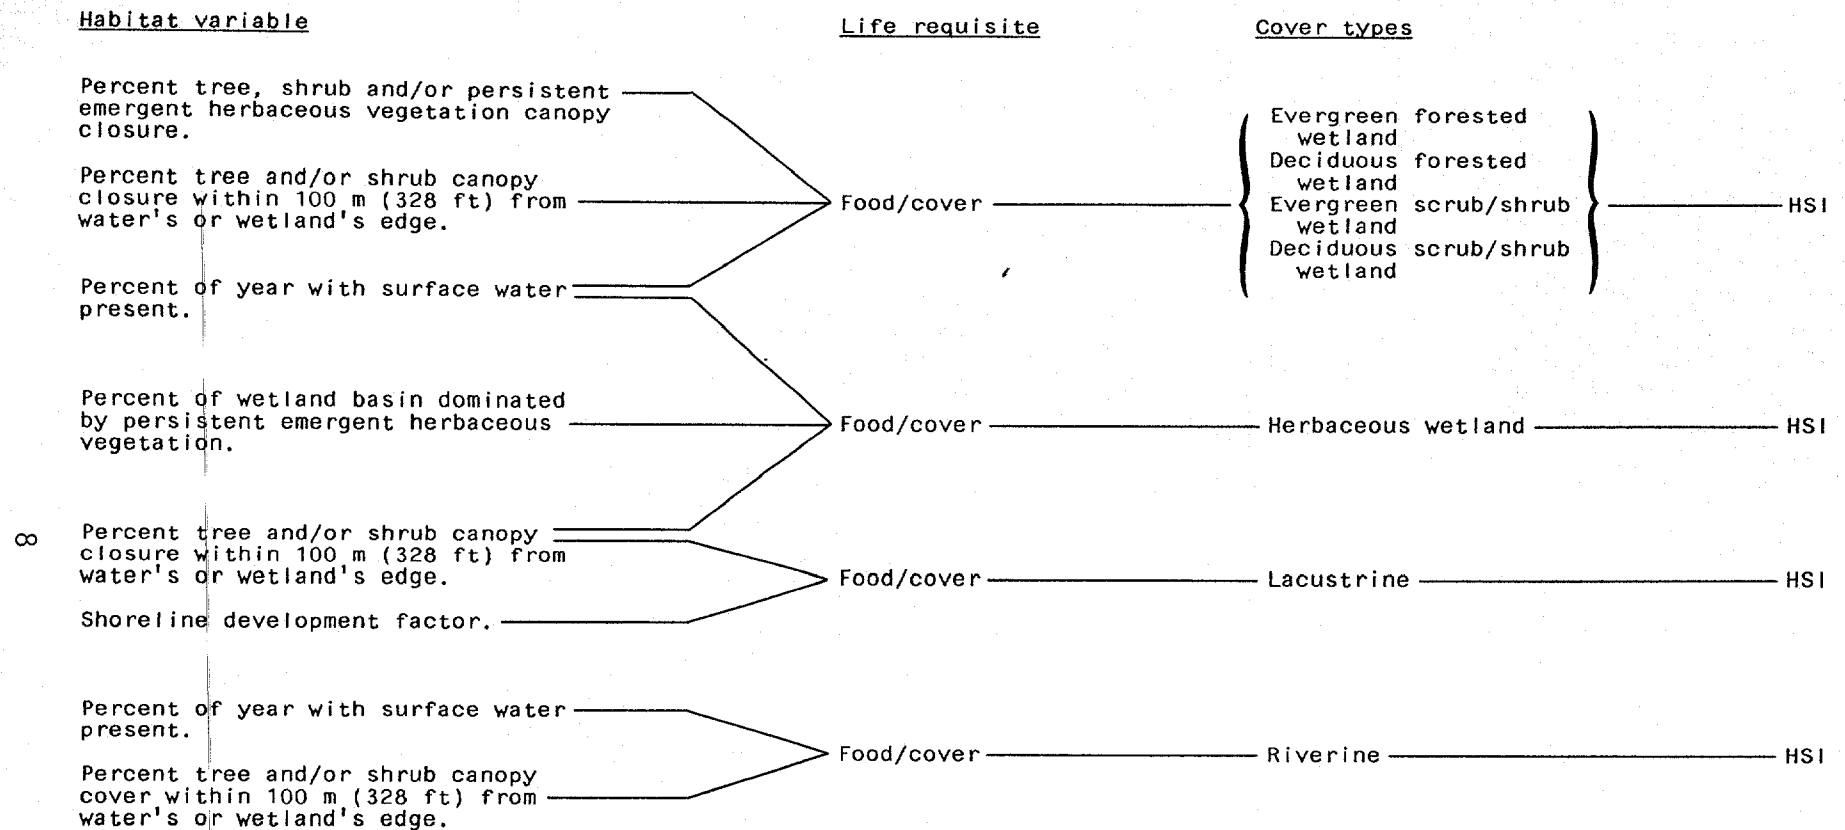 Habitat variable
Life requisite
Cover types
Percent tree, shrub and/or persistent
emergent herbaceous vegetation canopy
closure.
Percent tree and/or shrub canopy
closure within 100 m (328 ft) from
water's or wetland's edge.
Percent of year with surface water
present.
Food/cover
Evergreen forested
wetland
Deciduous forested
wetland
Evergreen scrub/shrub
wetland
Deciduous scrub/shrub
wetland
HSI
Percent of wetland basin dominated
by persistent emergent herbaceous
vegetation.
Food/cover
Herbaceous wetland
HSI
8
Percent tree and/or shrub canopy
closure within 100 m (328 ft) from
water's or wetland's edge.
Shoreline development factor.
Food/cover
Lacustrine
HSI
Percent of year with surface water
present.
Percent tree and/or shrub canopy
cover within 100 m (328 ft) from
water's or wetland's edge.
Food/cover
Riverine
HSI